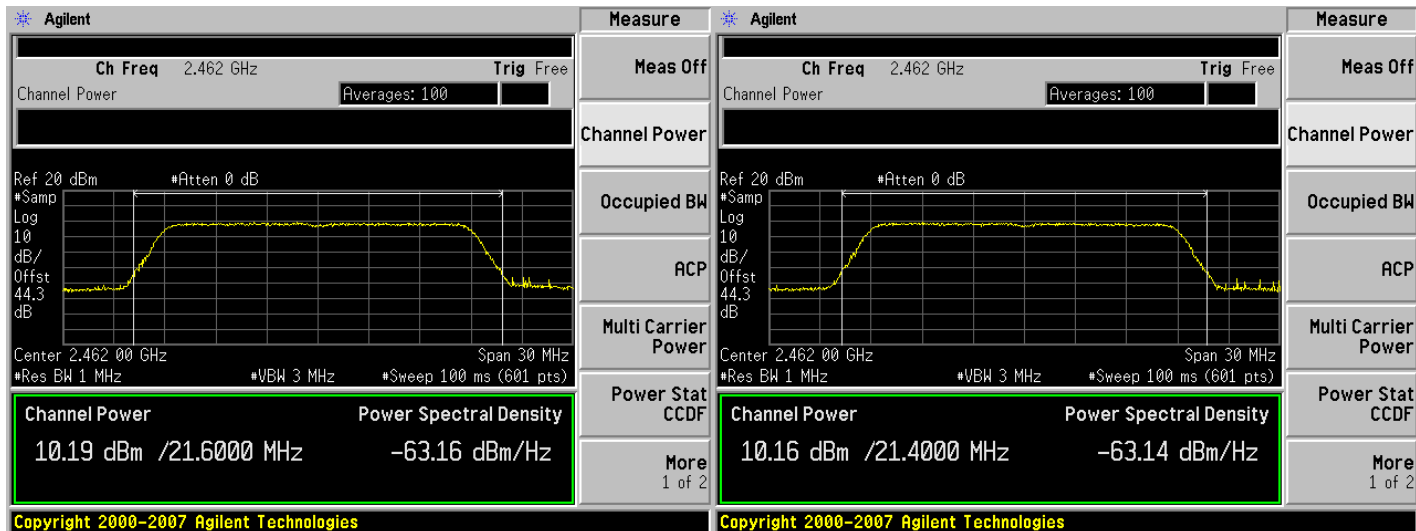 Agilent
Measure
Ch Freq 2.462 GHz Trig Free
Channel Power Averages: 100
Ref 20 dBm #Atten 0 dB
#Samp
Log
10
dB/
Offst
44.3
dB
Center 2.462 00 GHz Span 30 MHz
#Res BW 1 MHz #VBW 3 MHz #Sweep 100 ms (601 pts)
Channel Power Power Spectral Density
10.19 dBm /21.6000 MHz -63.16 dBm/Hz
Meas Off
Channel Power
Occupied BW
ACP
Multi Carrier
Power
Power Stat
CCDF
More
1 of 2
Copyright 2000-2007 Agilent Technologies
Agilent
Measure
Ch Freq 2.462 GHz Trig Free
Channel Power Averages: 100
Ref 20 dBm #Atten 0 dB
#Samp
Log
10
dB/
Offst
44.3
dB
Center 2.462 00 GHz Span 30 MHz
#Res BW 1 MHz #VBW 3 MHz #Sweep 100 ms (601 pts)
Channel Power Power Spectral Density
10.16 dBm /21.4000 MHz -63.14 dBm/Hz
Meas Off
Channel Power
Occupied BW
ACP
Multi Carrier
Power
Power Stat
CCDF
More
1 of 2
Copyright 2000-2007 Agilent Technologies